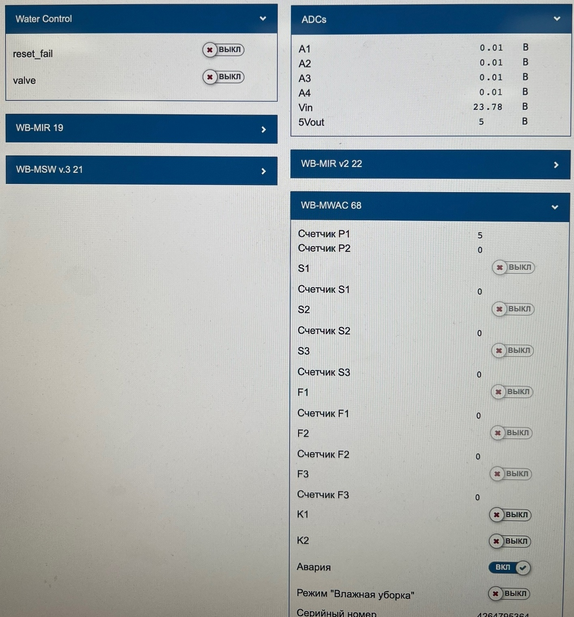 Water Control
reset_fail ВЫКЛ
valve ВЫКЛ
WB-MIR 19
WB-MSW v.3 21
ADCs
A1 0.01 В
A2 0.01 В
A3 0.01 В
A4 0.01 В
Vin 23.78 В
5Vout 5 В
WB-MIR v2 22
WB-MWAC 68
Счетчик P1 5
Счетчик P2 0
S1 ВЫКЛ
Счетчик S1 0
S2 ВЫКЛ
Счетчик S2 0
S3 ВЫКЛ
Счетчик S3 0
F1 ВЫКЛ
Счетчик F1 0
F2 ВЫКЛ
Счетчик F2 0
F3 ВЫКЛ
Счетчик F3 0
K1 ВЫКЛ
K2 ВЫКЛ
Авария ВКЛ
Режим "Влажная уборка" ВЫКЛ
Серийный номер